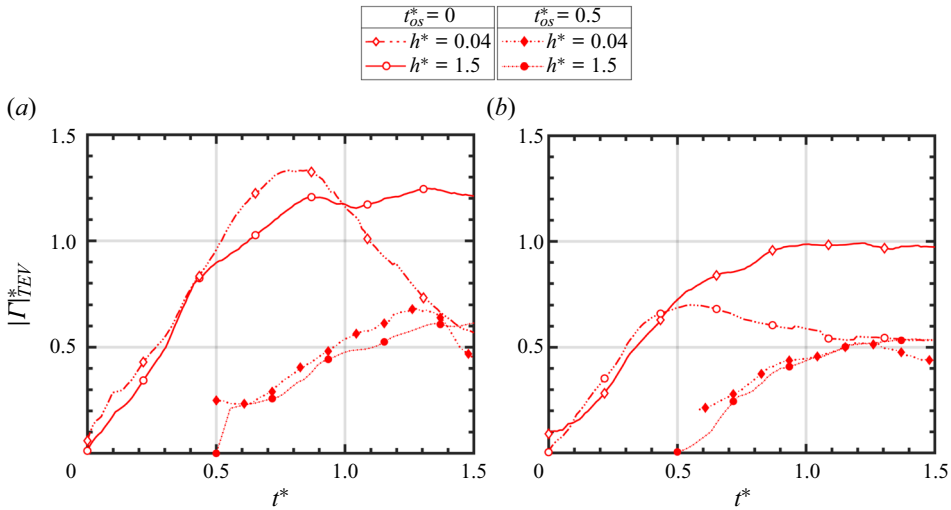 t*os = 0 t*os = 0.5
h* = 0.04 h* = 0.04
h* = 1.5 h* = 1.5
(a) (b)
1.5 1.5
1.0 1.0
0.5 0.5
|Γ|*TEV
0 0.5 1.0 1.5 0 0.5 1.0 1.5
t* t*